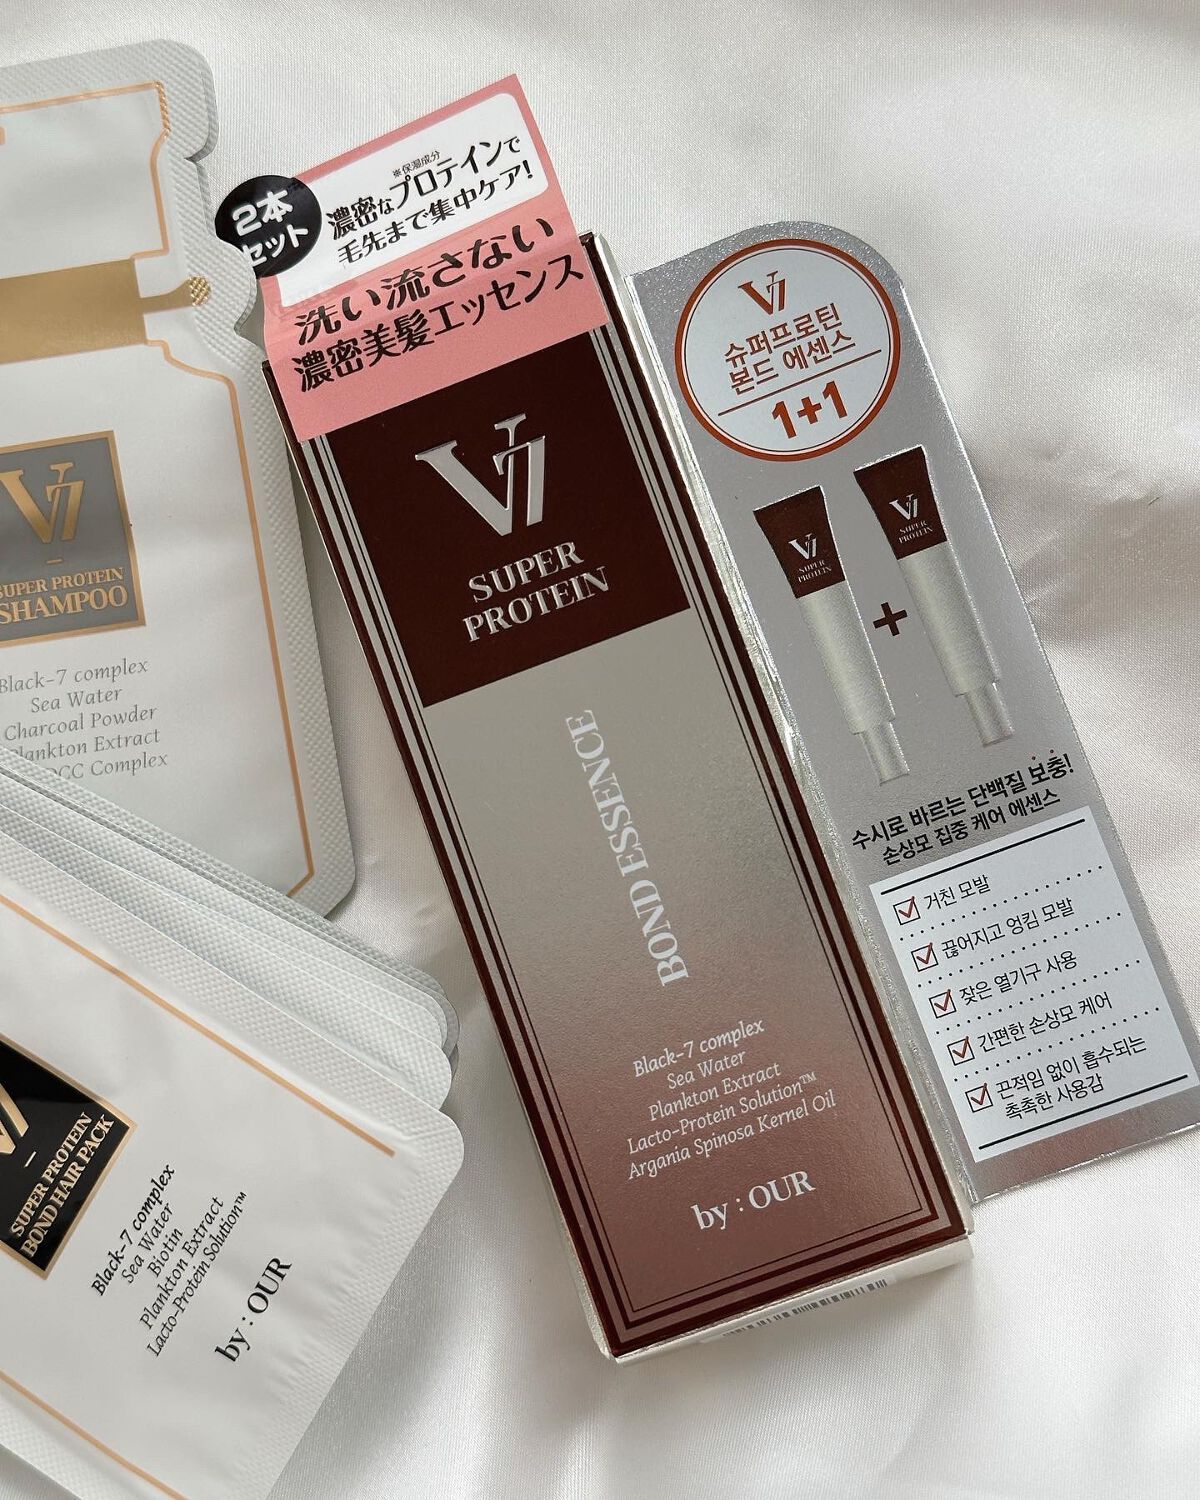 2本
セット
※保湿成分
濃密なプロテインで
毛先まで集中ケア!
洗い流さない
濃密美髪エッセンス
V7
SUPER
PROTEIN
BOND ESSENCE
Black-7 complex
Sea Water
Plankton Extract
Lacto-Protein Solution™
Argania Spinosa Kernel Oil
by : OUR
V7
슈퍼프로틴
본드 에센스
1+1
V7
SUPER
PROTEIN
+
V7
SUPER
PROTEIN
수시로 바르는 단백질 보충!
손상모 집중 케어 에센스
거친 모발
끊어지고 엉킴 모발
잦은 열기구 사용
간편한 손상모 케어
끈적임 없이 흡수되는
촉촉한 사용감
V7
SUPER PROTEIN
SHAMPOO
Black-7 complex
Sea Water
Charcoal Powder
Plankton Extract
Complex
SUPER PROTEIN
BOND HAIR PACK
Black-7 complex
Sea Water
Biotin
Plankton Extract
Lacto-Protein Solution™
by : OUR